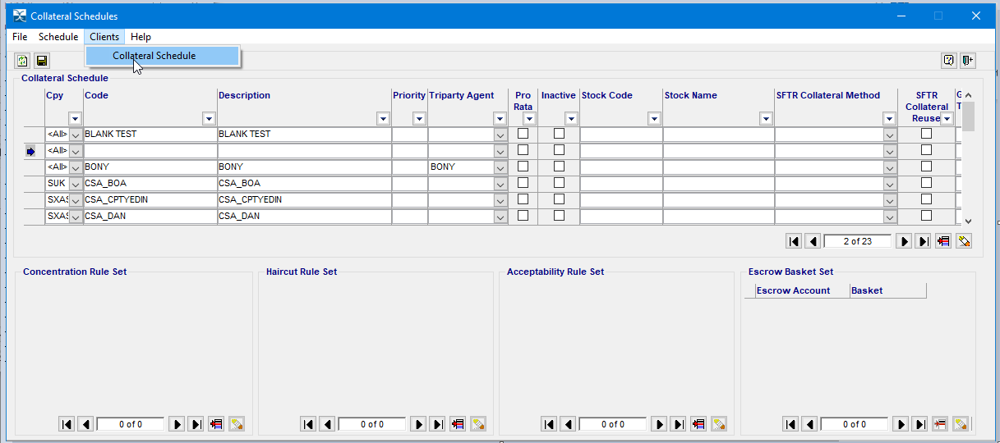 Collateral Schedules
File Schedule Clients Help
Collateral Schedule
Collateral Schedule
Cpy Code Description Priority Triparty Agent Pro Rata Inactive Stock Code Stock Name SFTR Collateral Method SFTR Collateral Reuse G T
<All> BLANK TEST BLANK TEST
<All>
<All> BONY BONY BONY
SUK CSA_BOA CSA_BOA
SXAS CSA_CPTYEDIN CSA_CPTYEDIN
SXAS CSA_DAN CSA_DAN
2 of 23
Concentration Rule Set Haircut Rule Set Acceptability Rule Set Escrow Basket Set
Escrow Account Basket
0 of 0 0 of 0 0 of 0 0 of 0